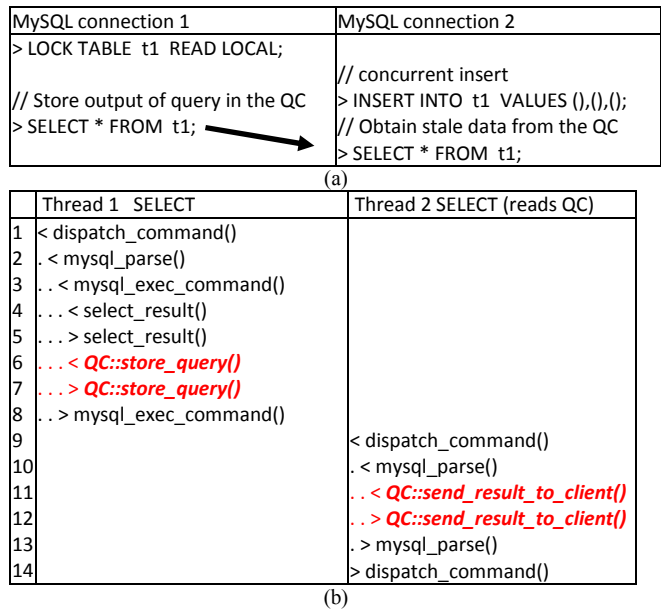 MySQL connection 1 MySQL connection 2
> LOCK TABLE t1 READ LOCAL;
// concurrent insert
// Store output of query in the QC > INSERT INTO t1 VALUES (),(),();
> SELECT * FROM t1; // Obtain stale data from the QC
> SELECT * FROM t1;
(a)
Thread 1 SELECT Thread 2 SELECT (reads QC)
1 < dispatch_command()
2 . < mysql_parse()
3 . . < mysql_exec_command()
4 . . . < select_result()
5 . . . > select_result()
6 . . . < QC::store_query()
7 . . . > QC::store_query()
8 . . > mysql_exec_command()
9 < dispatch_command()
10 . < mysql_parse()
11 . . < QC::send_result_to_client()
12 . . > QC::send_result_to_client()
13 . > mysql_parse()
14 > dispatch_command()
(b)